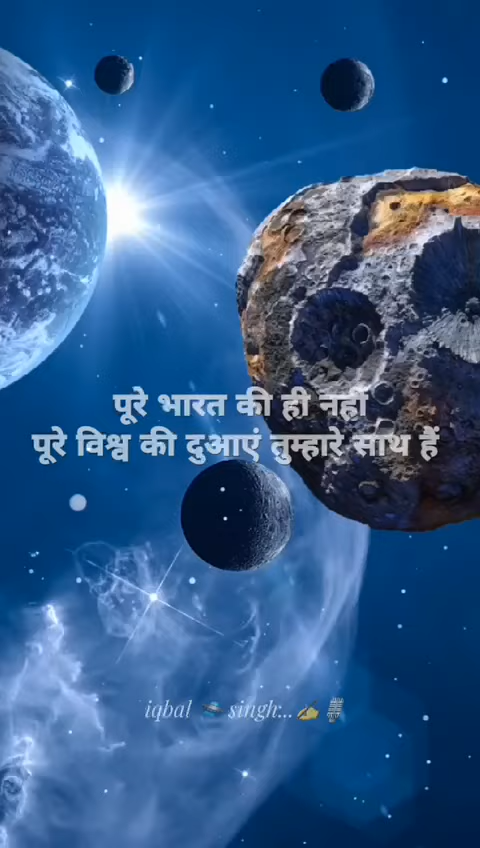 पूरे भारत की ही नहीं
पूरे विश्व की दुआएं तुम्हारे साथ हैं
iqbal 🛸 singh...✍️ 🎙️